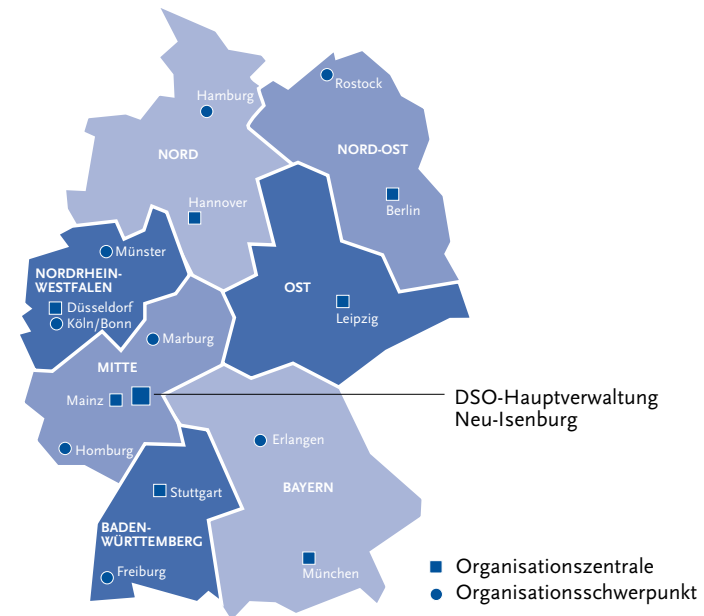 Rostock
Hamburg
NORD
NORD-OST
Hannover
Berlin
Münster
NORDRHEIN-
WESTFALEN
OST
Düsseldorf
Köln/Bonn
Leipzig
Marburg
MITTE
Mainz
DSO-Hauptverwaltung
Neu-Isenburg
Homburg
Erlangen
BAYERN
Stuttgart
BADEN-
WÜRTTEMBERG
Freiburg
München
Organisationszentrale
Organisationsschwerpunkt